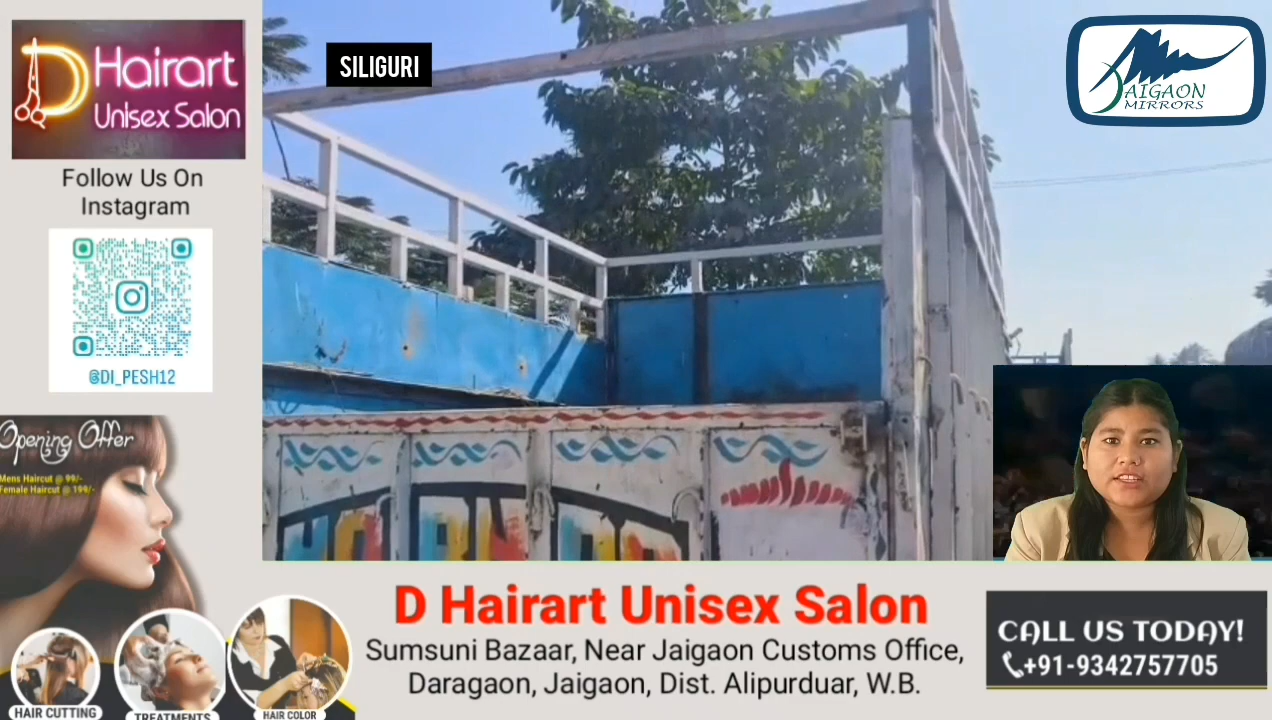 D Hairart
Unisex Salon
Follow Us On
Instagram
@DI_PESH12
Opening Offer
Mens Haircut @ 99/-
Female Haircut @ 199/-
HAIR CUTTING
TREATMENTS
HAIR COLOR
SILIGURI
JAIGAON
MIRRORS
D Hairart Unisex Salon
Sumsuni Bazaar, Near Jaigaon Customs Office,
Daragaon, Jaigaon, Dist. Alipurduar, W.B.
CALL US TODAY!
+91-9342757705